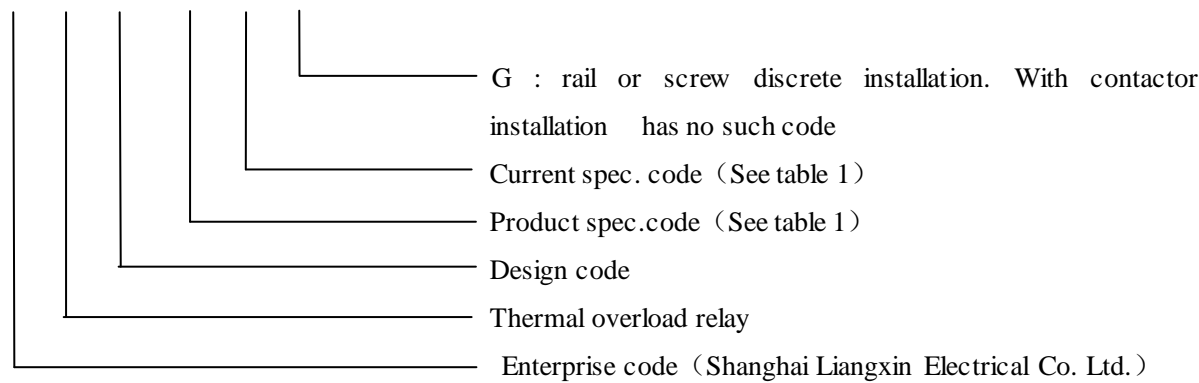 G : rail or screw discrete installation. With contactor
installation has no such code
Current spec. code（See table 1）
Product spec.code（See table 1）
Design code
Thermal overload relay
Enterprise code（Shanghai Liangxin Electrical Co. Ltd.）